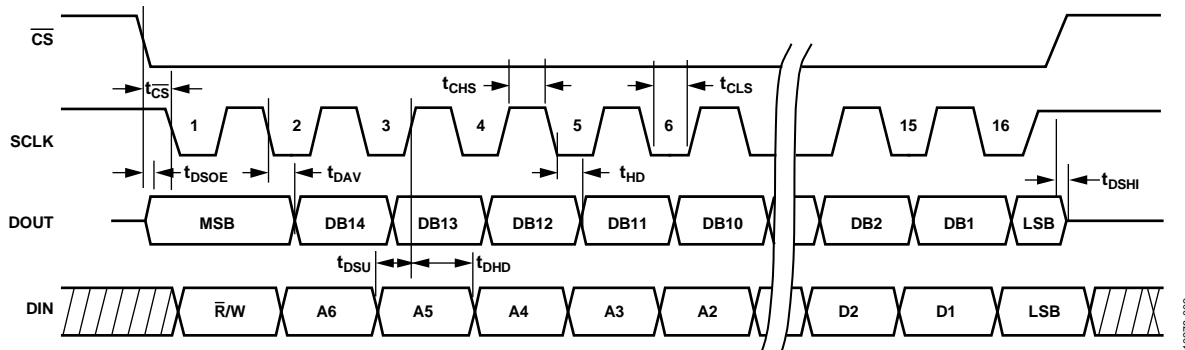 CS
tCS
tCHS
tCLS
SCLK
1 2 3 4 5 6 15 16
tDSOE tDAV tHD tDSHI
DOUT MSB DB14 DB13 DB12 DB11 DB10 DB2 DB1 LSB
tDSU tDHD
DIN R/W A6 A5 A4 A3 A2 D2 D1 LSB